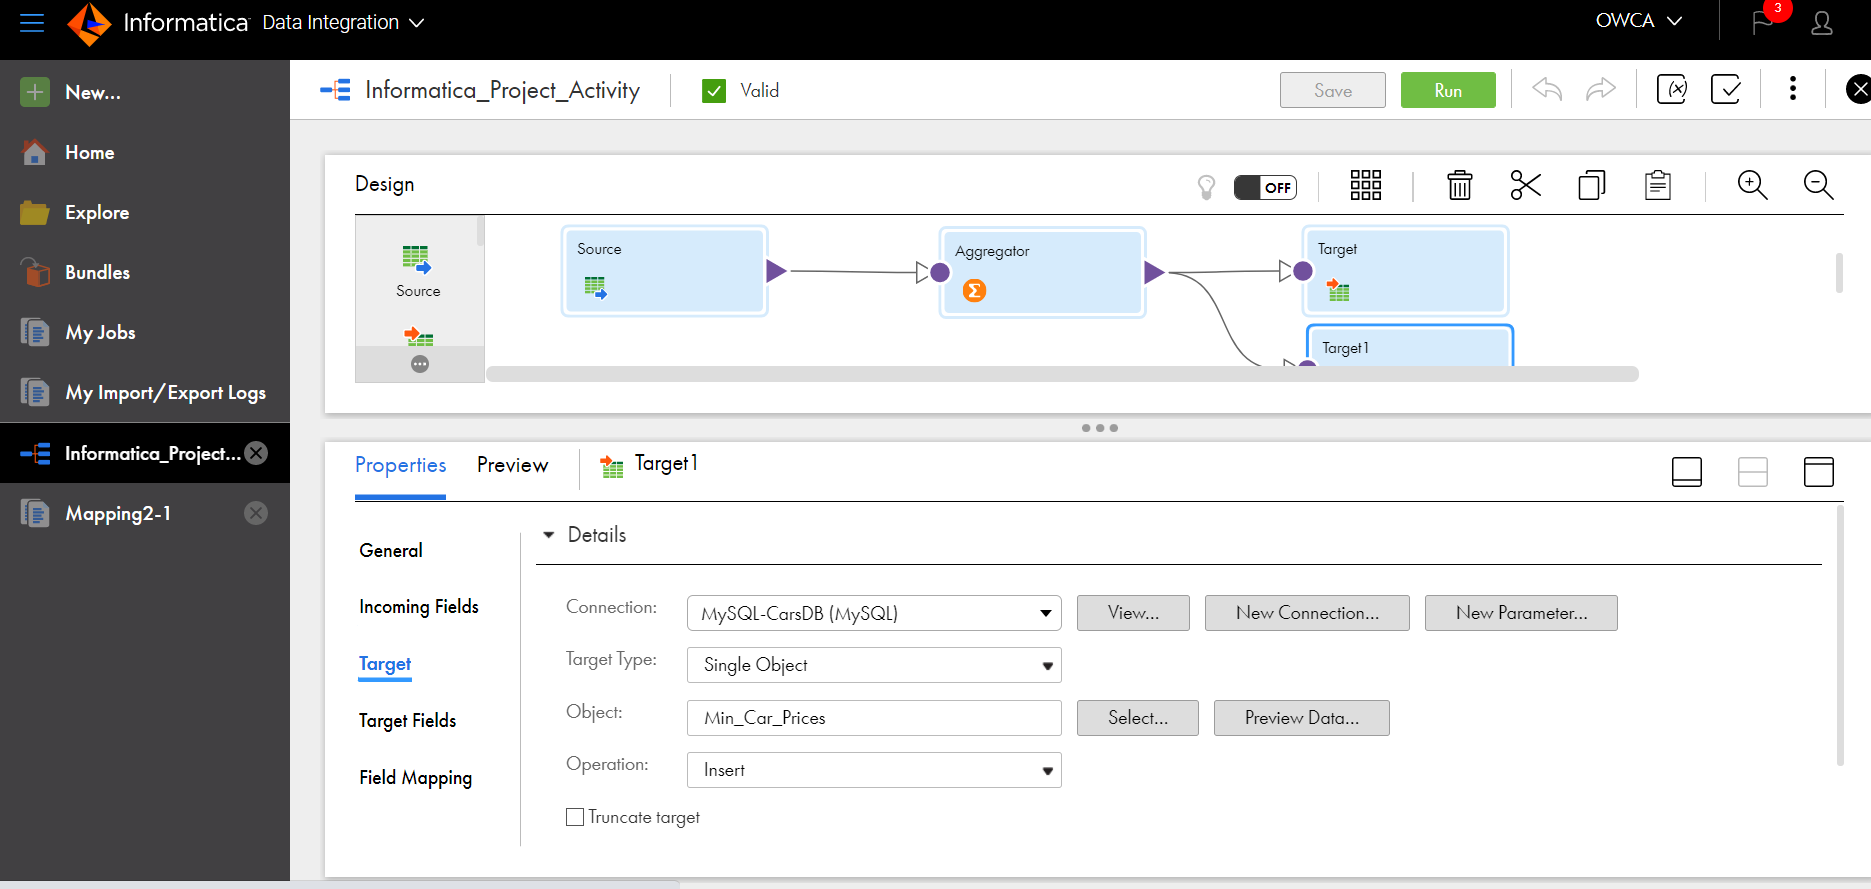 Informatica Data Integration
OWCA
3
New...
Home
Explore
Bundles
My Jobs
My Import/Export Logs
Informatica_Project...
Mapping2-1
Informatica_Project_Activity
Valid
Save
Run
Design
OFF
Source
Source
Aggregator
Target
Target1
Properties
Preview
Target1
General
Incoming Fields
Target
Target Fields
Field Mapping
Details
Connection: MySQL-CarsDB (MySQL) View... New Connection... New Parameter...
Target Type: Single Object
Object: Min_Car_Prices Select... Preview Data...
Operation: Insert
Truncate target